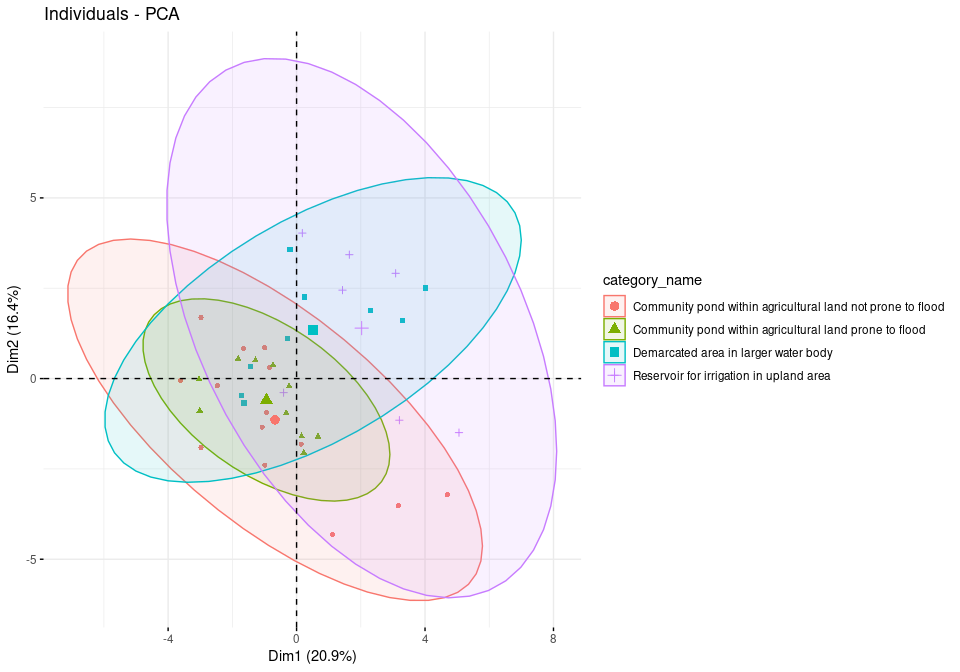 Individuals - PCA
Dim2 (16.4%)
5
0
-5
-4
0
4
8
Dim1 (20.9%)
category_name
Community pond within agricultural land not prone to flood
Community pond within agricultural land prone to flood
Demarcated area in larger water body
Reservoir for irrigation in upland area